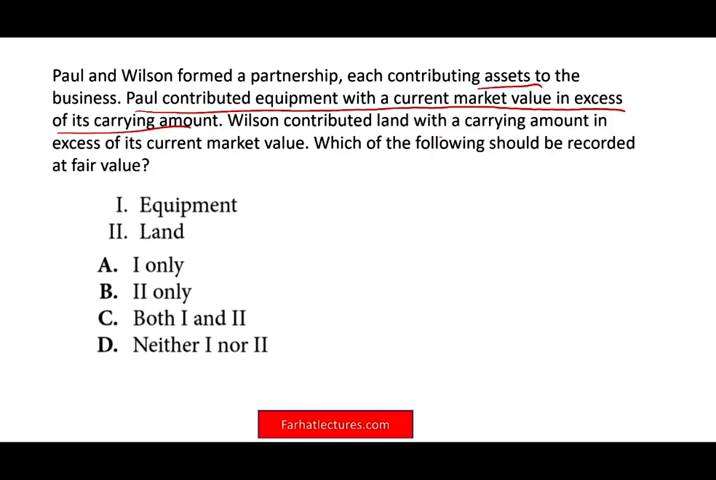 Paul and Wilson formed a partnership, each contributing assets to the
business. Paul contributed equipment with a current market value in excess
of its carrying amount. Wilson contributed land with a carrying amount in
excess of its current market value. Which of the following should be recorded
at fair value?
I. Equipment
II. Land
A. I only
B. II only
C. Both I and II
D. Neither I nor II
Farhatlectures.com